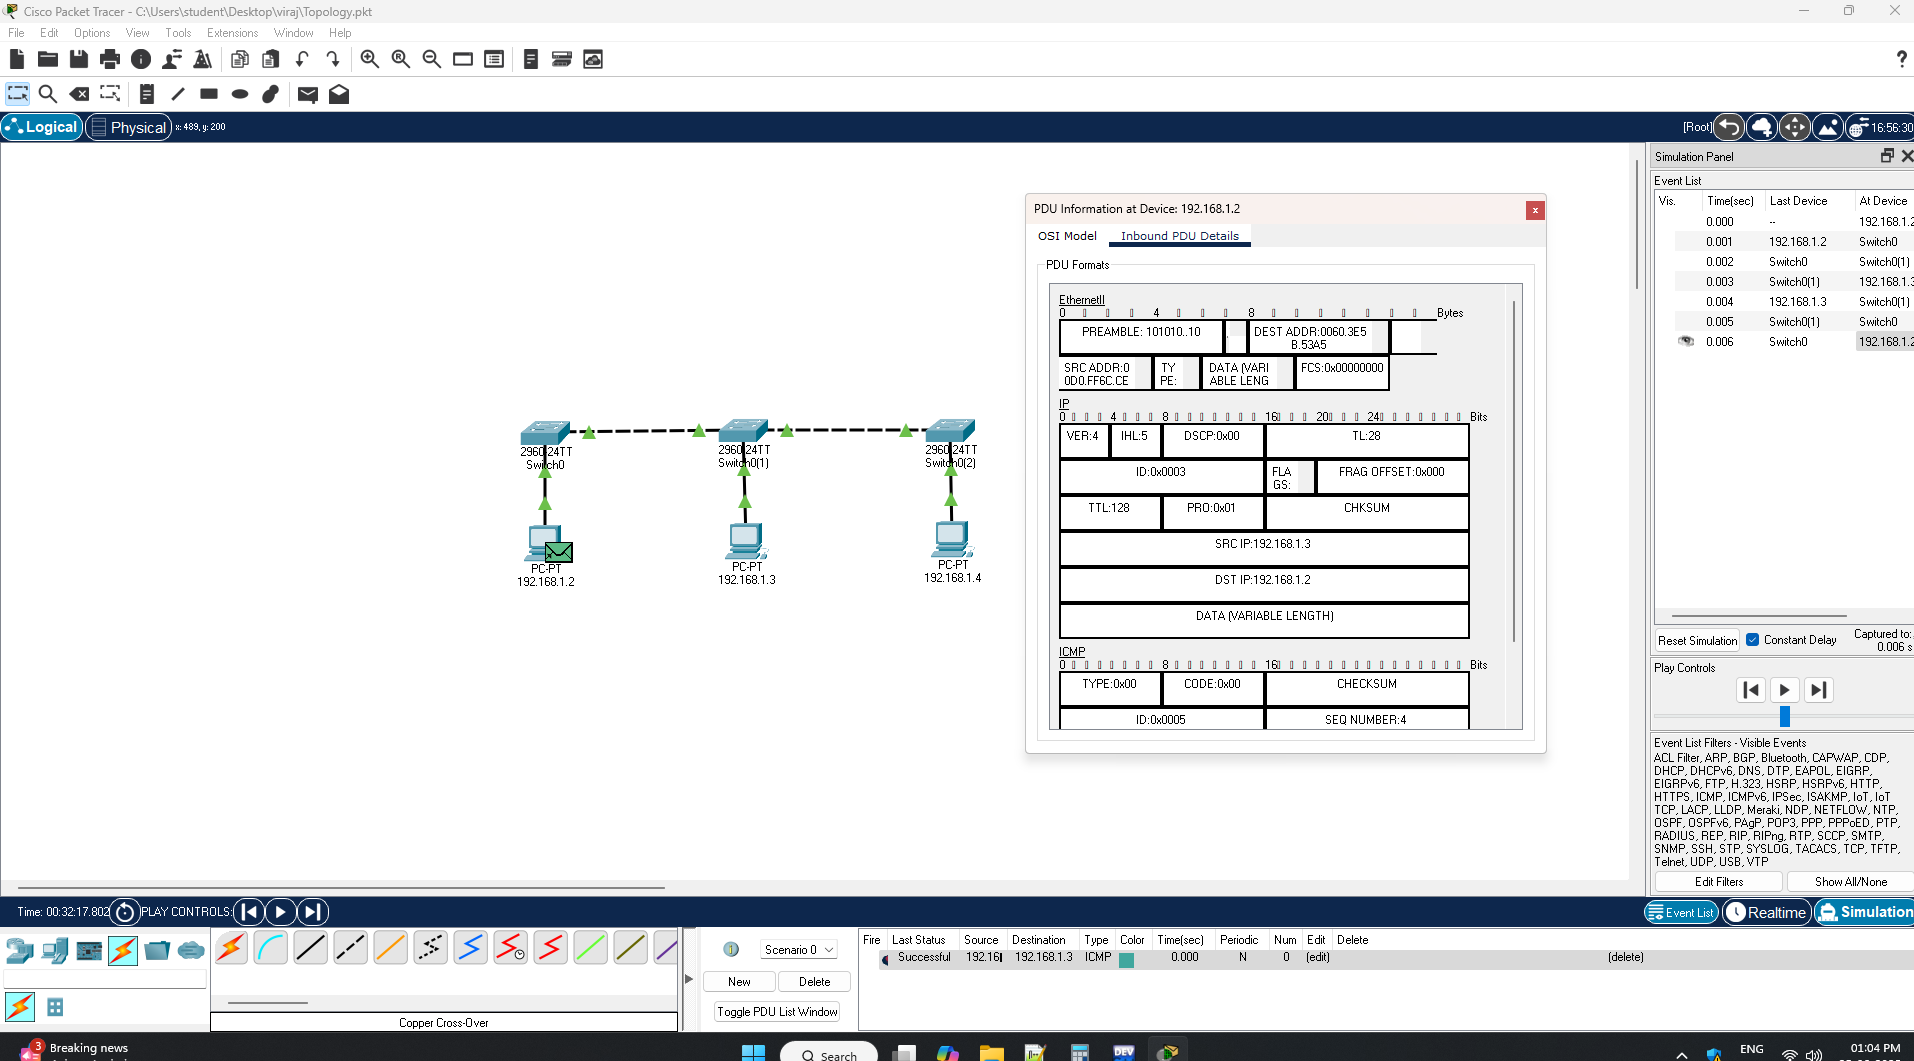 Cisco Packet Tracer - C:\Users\student\Desktop\viraj\Topology.pkt
File Edit Options View Tools Extensions Window Help
Logical Physical x: 489, y: 200
[Root] 16:56:30
Simulation Panel
Event List
Vis. Time(sec) Last Device At Device
0.000 -- 192.168.1.2
0.001 192.168.1.2 Switch0
0.002 Switch0 Switch0(1)
0.003 Switch0(1) 192.168.1.3
0.004 192.168.1.3 Switch0(1)
0.005 Switch0(1) Switch0
0.006 Switch0 192.168.1.2
PDU Information at Device: 192.168.1.2
OSI Model Inbound PDU Details
PDU Formats
EthernetII
0 4 8 Bytes
PREAMBLE: 101010..10 DEST ADDR:0060.3E5
B.53A5
SRC ADDR:0 TY DATA (VARI FCS:0x00000000
0D0.FF6C.CE PE: ABLE LENG
IP
0 4 8 16 20 24 Bits
VER:4 IHL:5 DSCP:0x00 TL:28
ID:0x0003 FLA FRAG OFFSET:0x000
GS:
TTL:128 PRO:0x01 CHKSUM
SRC IP:192.168.1.3
DST IP:192.168.1.2
DATA (VARIABLE LENGTH)
ICMP
0 8 16 Bits
TYPE:0x00 CODE:0x00 CHECKSUM
ID:0x0005 SEQ NUMBER:4
2960-24TT
Switch0
2960-24TT
Switch0(1)
2960-24TT
Switch0(2)
PC-PT
192.168.1.2
PC-PT
192.168.1.3
PC-PT
192.168.1.4
Reset Simulation Constant Delay Captured to:
0.006 s
Play Controls
Event List Filters - Visible Events
ACL Filter, ARP, BGP, Bluetooth, CAPWAP, CDP,
DHCP, DHCPv6, DNS, DTP, EAPOL, EIGRP,
EIGRPv6, FTP, H.323, HSRP, HSRPv6, HTTP,
HTTPS, ICMP, ICMPv6, IPSec, ISAKMP, IoT, IoT
TCP, LACP, LLDP, Meraki, NDP, NETFLOW, NTP,
OSPF, OSPFv6, PAgP, POP3, PPP, PPPoED, PTP,
RADIUS, REP, RIP, RIPng, RTP, SCCP, SMTP,
SNMP, SSH, STP, SYSLOG, TACACS, TCP, TFTP,
Telnet, UDP, USB, VTP
Edit Filters Show All/None
Time: 00:32:17.802 PLAY CONTROLS:
Event List Realtime Simulation
Scenario 0
New Delete
Toggle PDU List Window
Fire Last Status Source Destination Type Color Time(sec) Periodic Num Edit Delete
Successful 192.16 192.168.1.3 ICMP 0.000 N 0 (edit) (delete)
Copper Cross-Over
3 Breaking news
Search
DEV
ENG
01:04 PM